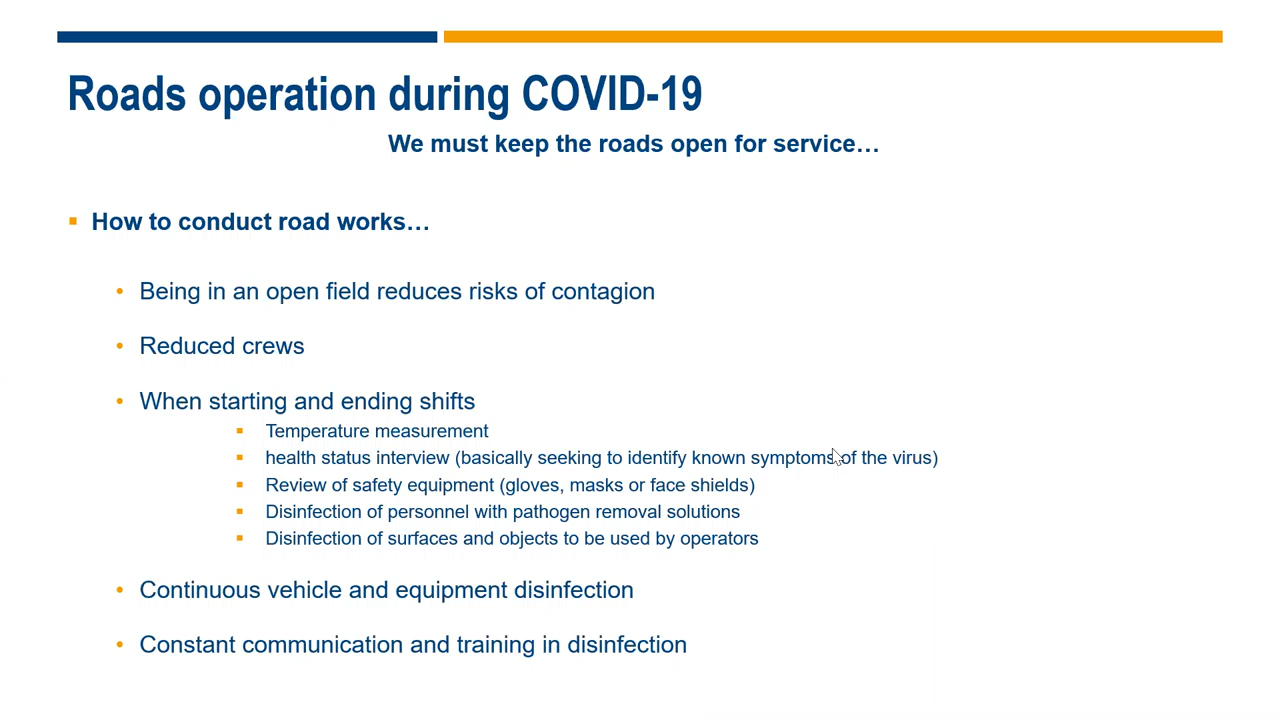 Roads operation during COVID-19
We must keep the roads open for service…
▪ How to conduct road works…
• Being in an open field reduces risks of contagion
• Reduced crews
• When starting and ending shifts
▪ Temperature measurement
▪ health status interview (basically seeking to identify known symptoms of the virus)
▪ Review of safety equipment (gloves, masks or face shields)
▪ Disinfection of personnel with pathogen removal solutions
▪ Disinfection of surfaces and objects to be used by operators
• Continuous vehicle and equipment disinfection
• Constant communication and training in disinfection